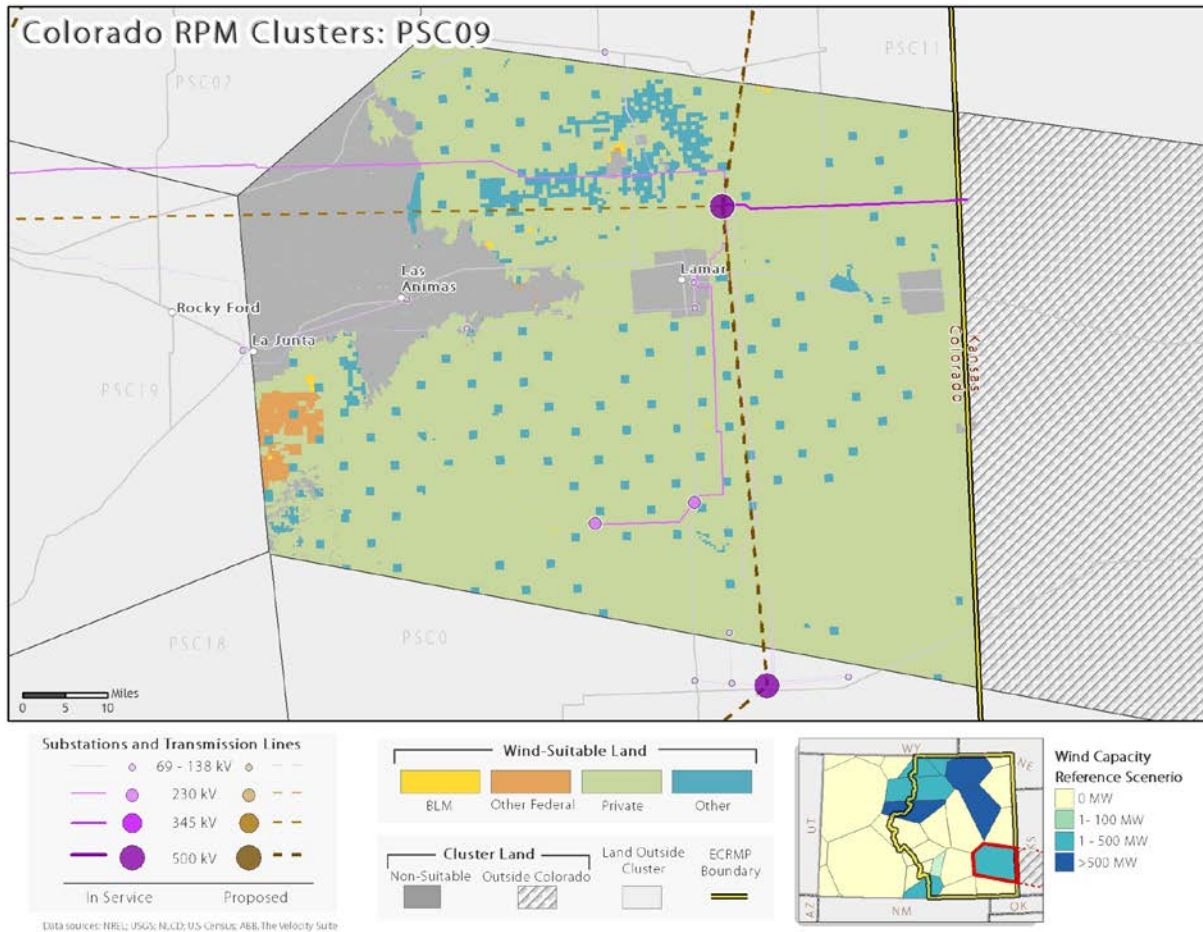 Colorado RPM Clusters: PSC09
PSC07
PSC11
Las
Animas
Lamar
Rocky Ford
La Junta
Kansas
Colorado
PSC19
PSC18
PSC0
0 5 10 Miles
Substations and Transmission Lines
69 - 138 kV
230 kV
345 kV
500 kV
In Service Proposed
Wind-Suitable Land
BLM Other Federal Private Other
Cluster Land
Non-Suitable Outside Colorado
Land Outside
Cluster
ECRMP
Boundary
WY
NE
UT
KS
AZ
NM
OK
Wind Capacity
Reference Scenerio
0 MW
1- 100 MW
1 - 500 MW
>500 MW
Data sources: NREL; USGS; NLCD; U.S Census; ABB, The Velocity Suite